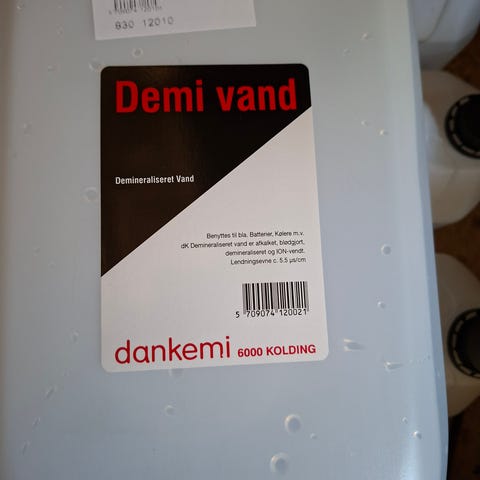 930 12010
Demi vand
Demineraliseret Vand
Benyttes til bla. Batterier, Kølere m.v.
dK Demineraliseret vand er afkalket, blødgjort,
demineraliseret og ION-vendt.
Lendningsevne c. 5.5 µs/cm
5 709074 120021
dankemi 6000 KOLDING